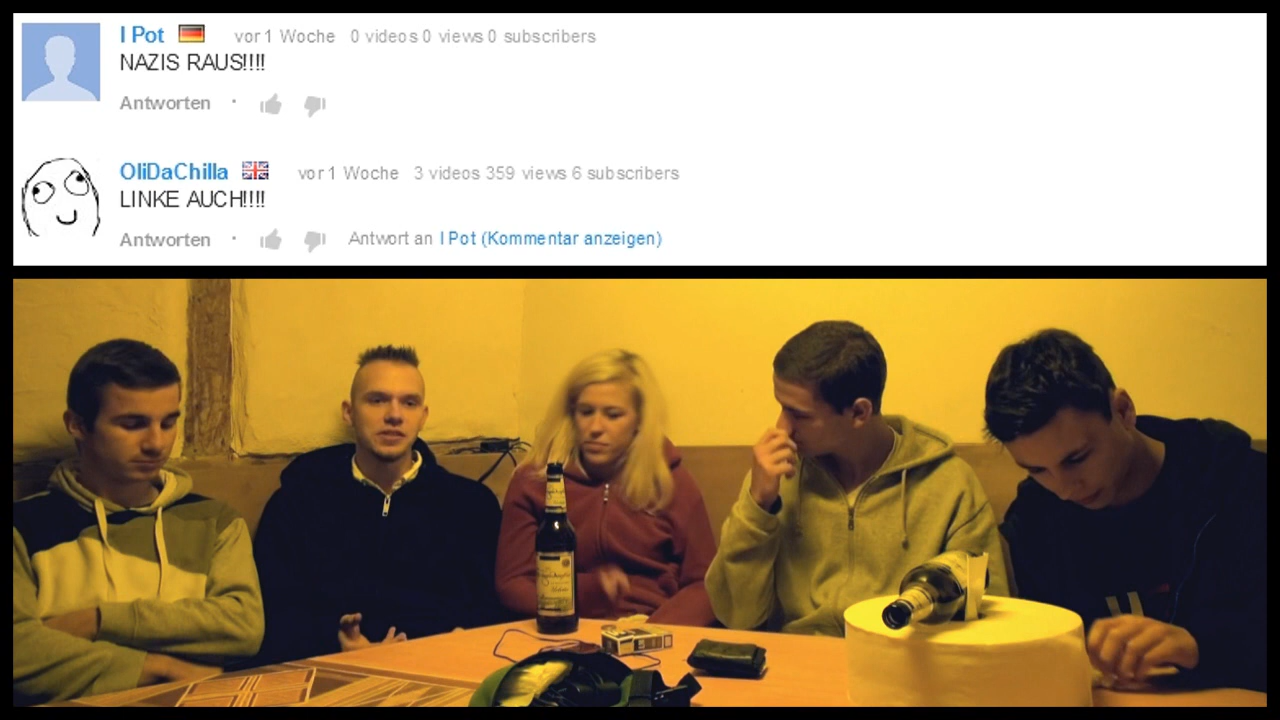 I Pot vor 1 Woche 0 videos 0 views 0 subscribers
NAZIS RAUS!!!!
Antworten ·
OliDaChilla vor 1 Woche 3 videos 359 views 6 subscribers
LINKE AUCH!!!!
Antworten · Antwort an I Pot (Kommentar anzeigen)